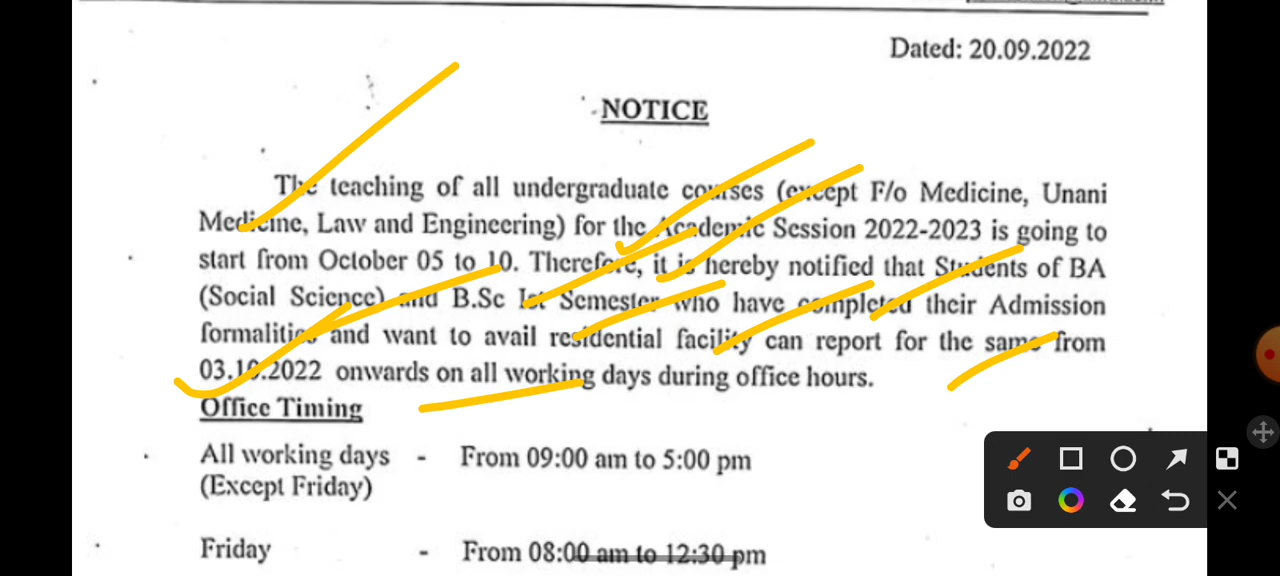 Dated: 20.09.2022
NOTICE
The teaching of all undergraduate courses (except F/o Medicine, Unani
Medicine, Law and Engineering) for the Academic Session 2022-2023 is going to
start from October 05 to 10. Therefore, it is hereby notified that Students of BA
(Social Science) and B.Sc Ist Semester who have completed their Admission
formalities and want to avail residential facility can report for the same from
03.10.2022 onwards on all working days during office hours.
Office Timing
All working days - From 09:00 am to 5:00 pm
(Except Friday)
Friday - From 08:00 am to 12:30 pm